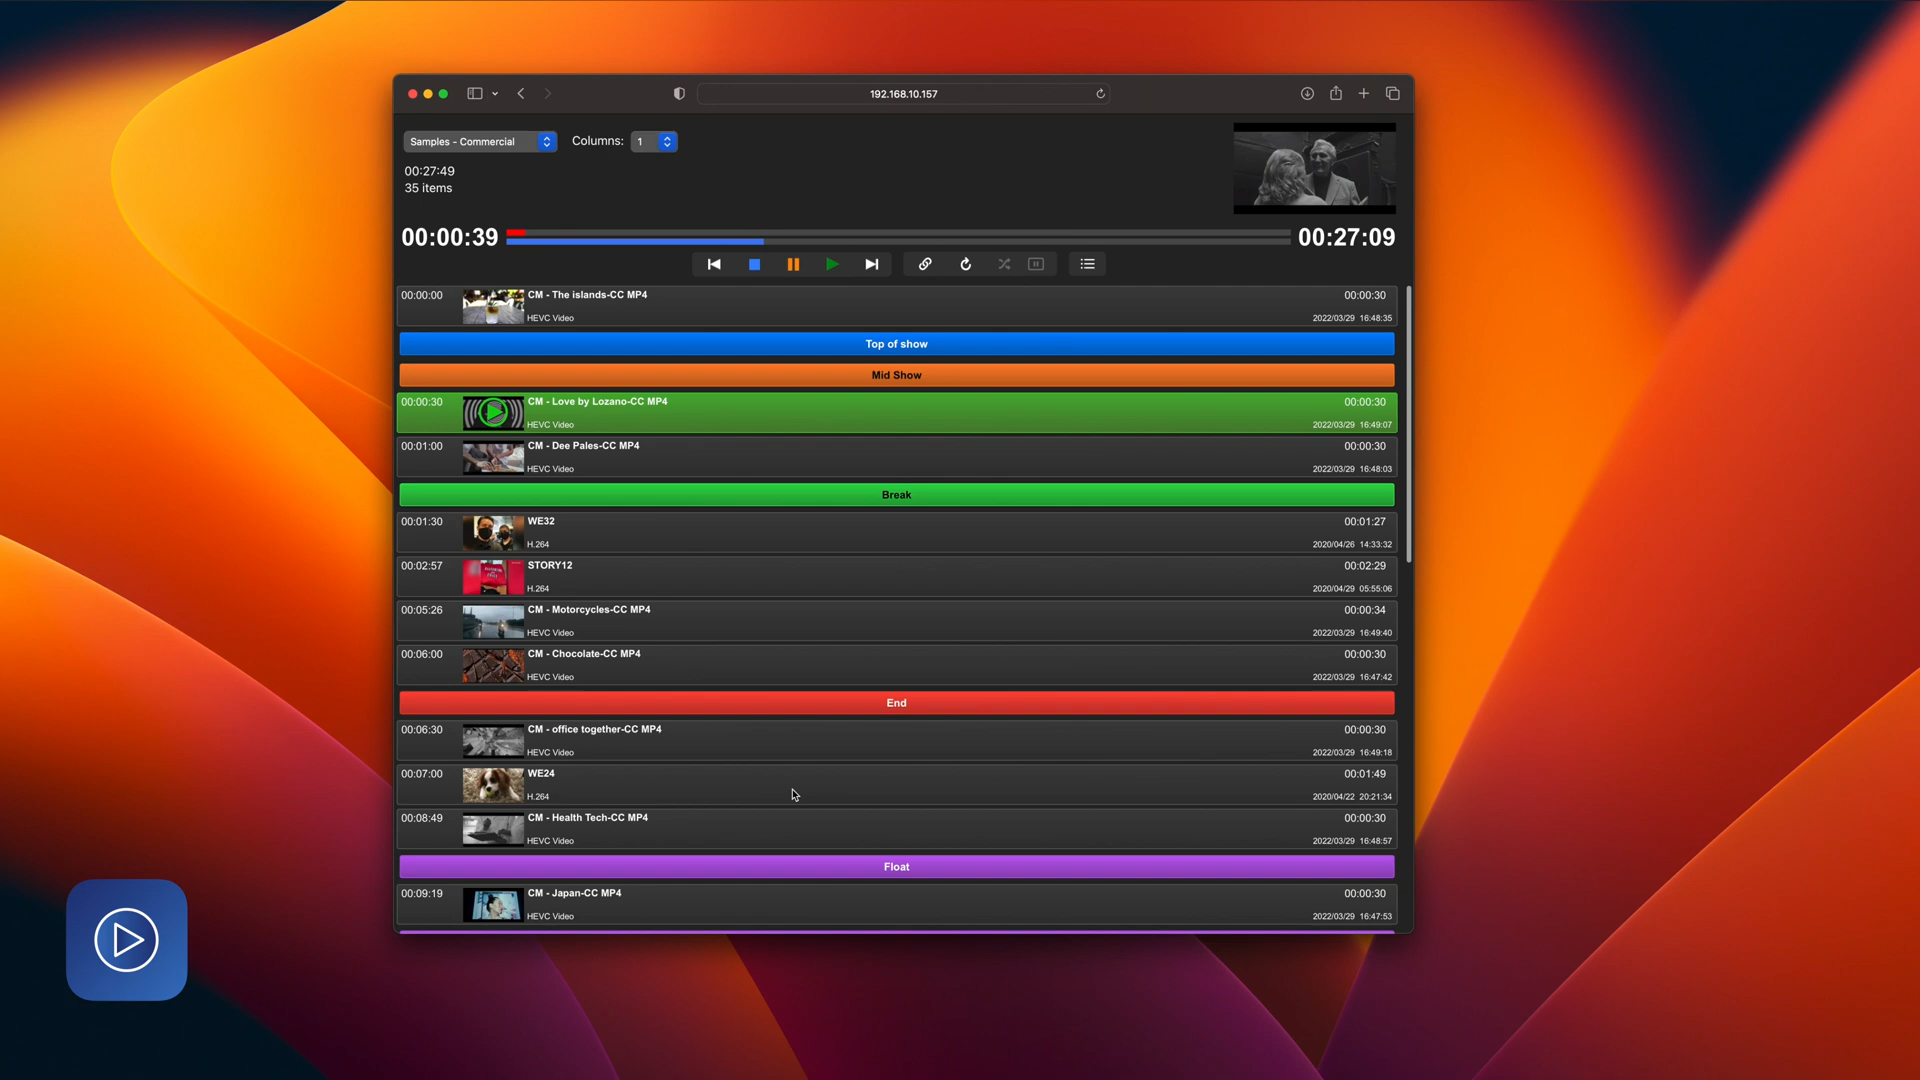 192.168.10.157
Samples - Commercial
Columns: 1
00:27:49
35 items
00:00:39
00:27:09
00:00:00 CM - The islands-CC MP4 00:00:30
HEVC Video 2022/03/29 16:48:35
Top of show
Mid Show
00:00:30 CM - Love by Lozano-CC MP4 00:00:30
HEVC Video 2022/03/29 16:49:07
00:01:00 CM - Dee Pales-CC MP4 00:00:30
HEVC Video 2022/03/29 16:48:03
Break
00:01:30 WE32 00:01:27
H.264 2020/04/26 14:33:32
00:02:57 STORY12 00:02:29
H.264 2020/04/29 05:55:06
00:05:26 CM - Motorcycles-CC MP4 00:00:34
HEVC Video 2022/03/29 16:49:40
00:06:00 CM - Chocolate-CC MP4 00:00:30
HEVC Video 2022/03/29 16:47:42
End
00:06:30 CM - office together-CC MP4 00:00:30
HEVC Video 2022/03/29 16:49:18
00:07:00 WE24 00:01:49
H.264 2020/04/22 20:21:34
00:08:49 CM - Health Tech-CC MP4 00:00:30
HEVC Video 2022/03/29 16:48:57
Float
00:09:19 CM - Japan-CC MP4 00:00:30
HEVC Video 2022/03/29 16:47:53